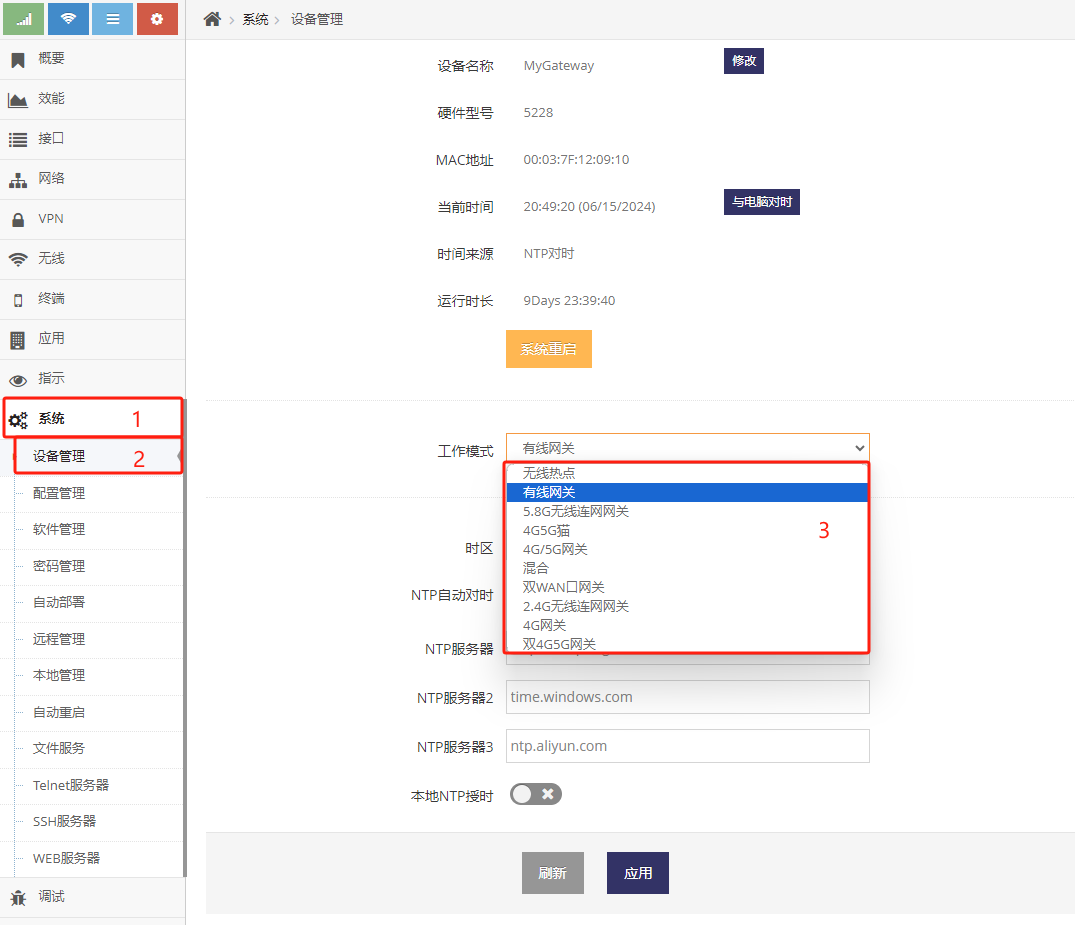 系统 设备管理
概要
效能
接口
网络
VPN
无线
终端
应用
指示
系统 1
设备管理 2
配置管理
软件管理
密码管理
自动部署
远程管理
本地管理
自动重启
文件服务
Telnet服务器
SSH服务器
WEB服务器
调试
设备名称 MyGateway 修改
硬件型号 5228
MAC地址 00:03:7F:12:09:10
当前时间 20:49:20 (06/15/2024) 与电脑对时
时间来源 NTP对时
运行时长 9Days 23:39:40
系统重启
工作模式 有线网关
无线热点
有线网关
5.8G无线连网网关
4G5G猫
4G/5G网关
混合
双WAN口网关
2.4G无线连网网关
4G网关
双4G5G网关
3
时区
NTP自动对时
NTP服务器
NTP服务器2 time.windows.com
NTP服务器3 ntp.aliyun.com
本地NTP授时
刷新 应用